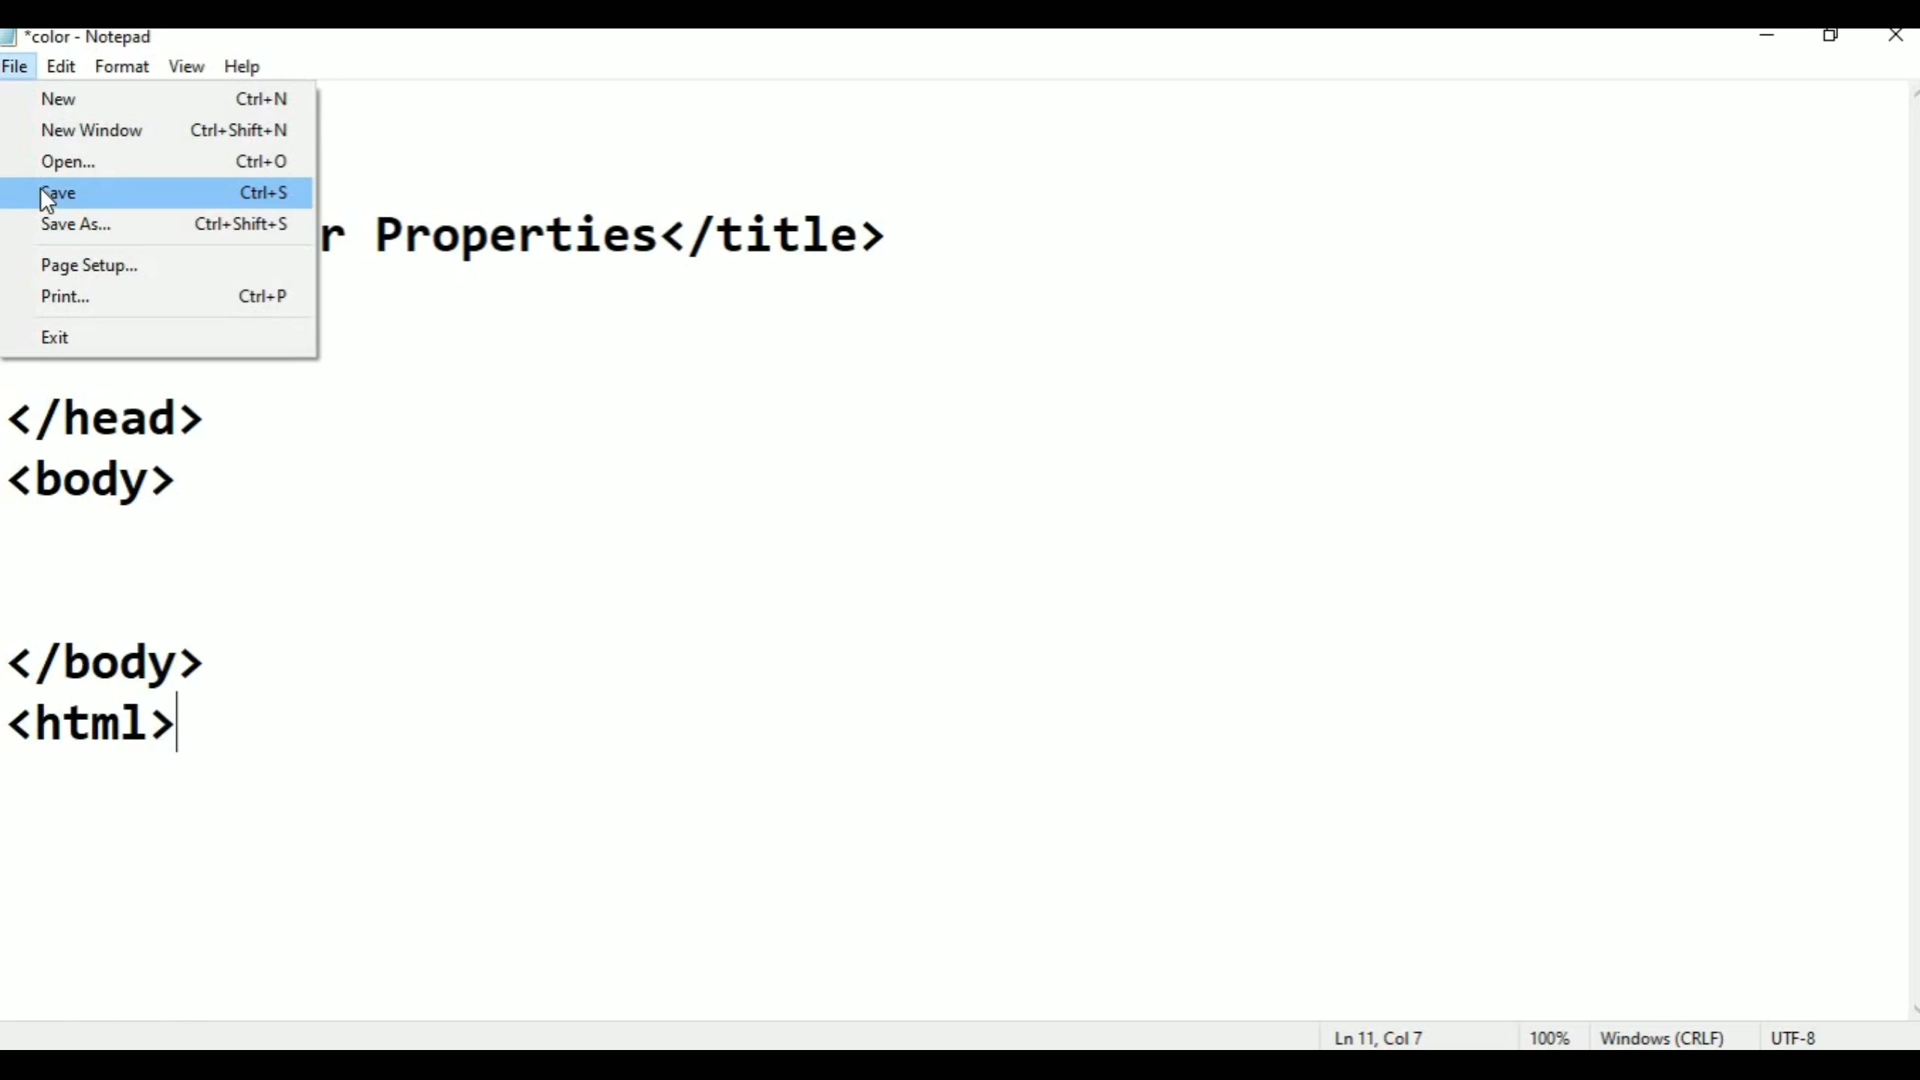 *color - Notepad
File Edit Format View Help
New Ctrl+N
New Window Ctrl+Shift+N
Open... Ctrl+O
Save Ctrl+S
Save As... Ctrl+Shift+S
Page Setup...
Print... Ctrl+P
Exit
r Properties</title>
</head>
<body>
</body>
<html>
Ln 11, Col 7 100% Windows (CRLF) UTF-8